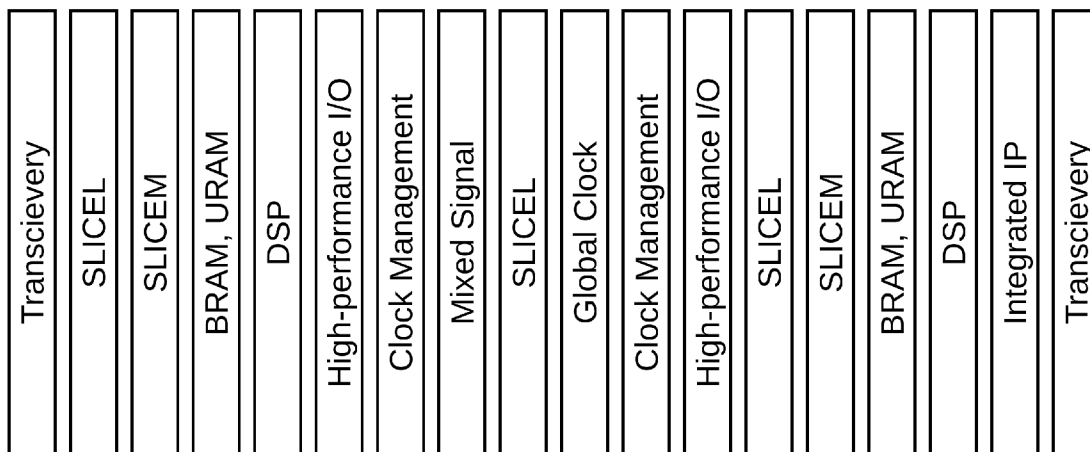 Transcievery
SLICEL
SLICEM
BRAM, URAM
DSP
High-performance I/O
Clock Management
Mixed Signal
SLICEL
Global Clock
Clock Management
High-performance I/O
SLICEL
SLICEM
BRAM, URAM
DSP
Integrated IP
Transcievery